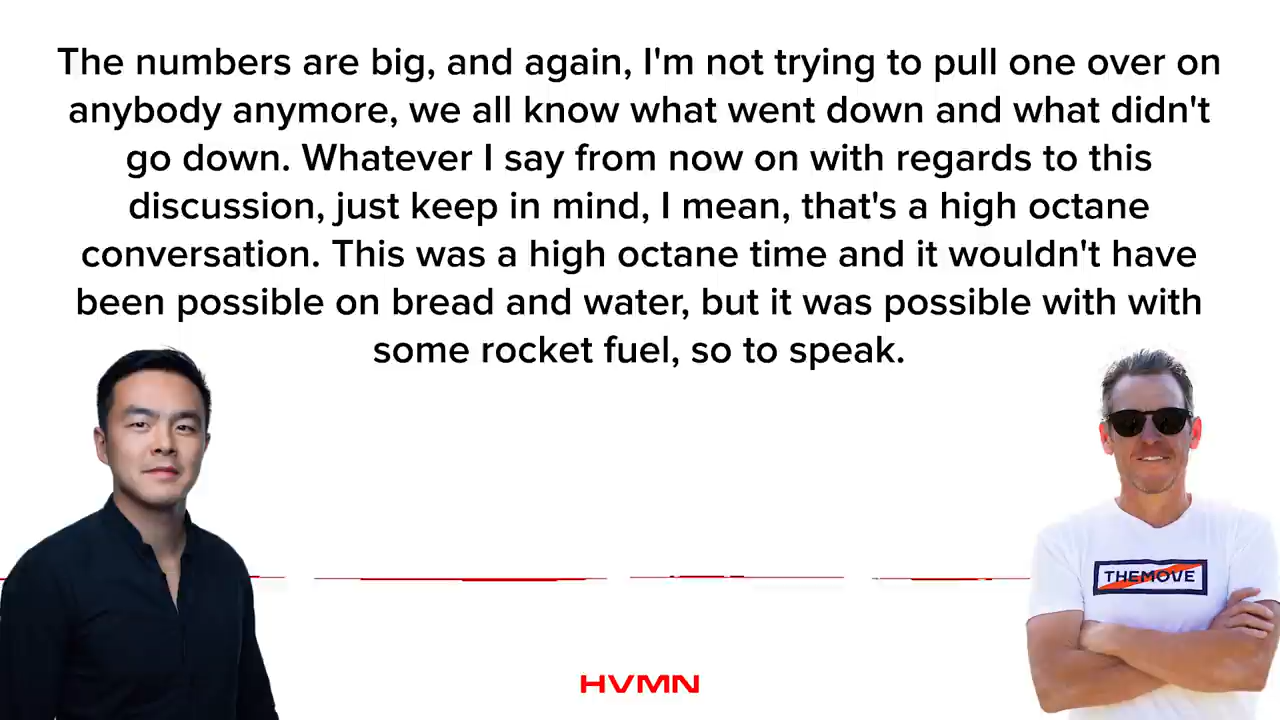 The numbers are big, and again, I'm not trying to pull one over on
anybody anymore, we all know what went down and what didn't
go down. Whatever I say from now on with regards to this
discussion, just keep in mind, I mean, that's a high octane
conversation. This was a high octane time and it wouldn't have
been possible on bread and water, but it was possible with with
some rocket fuel, so to speak.
THEMOVE
HVMN